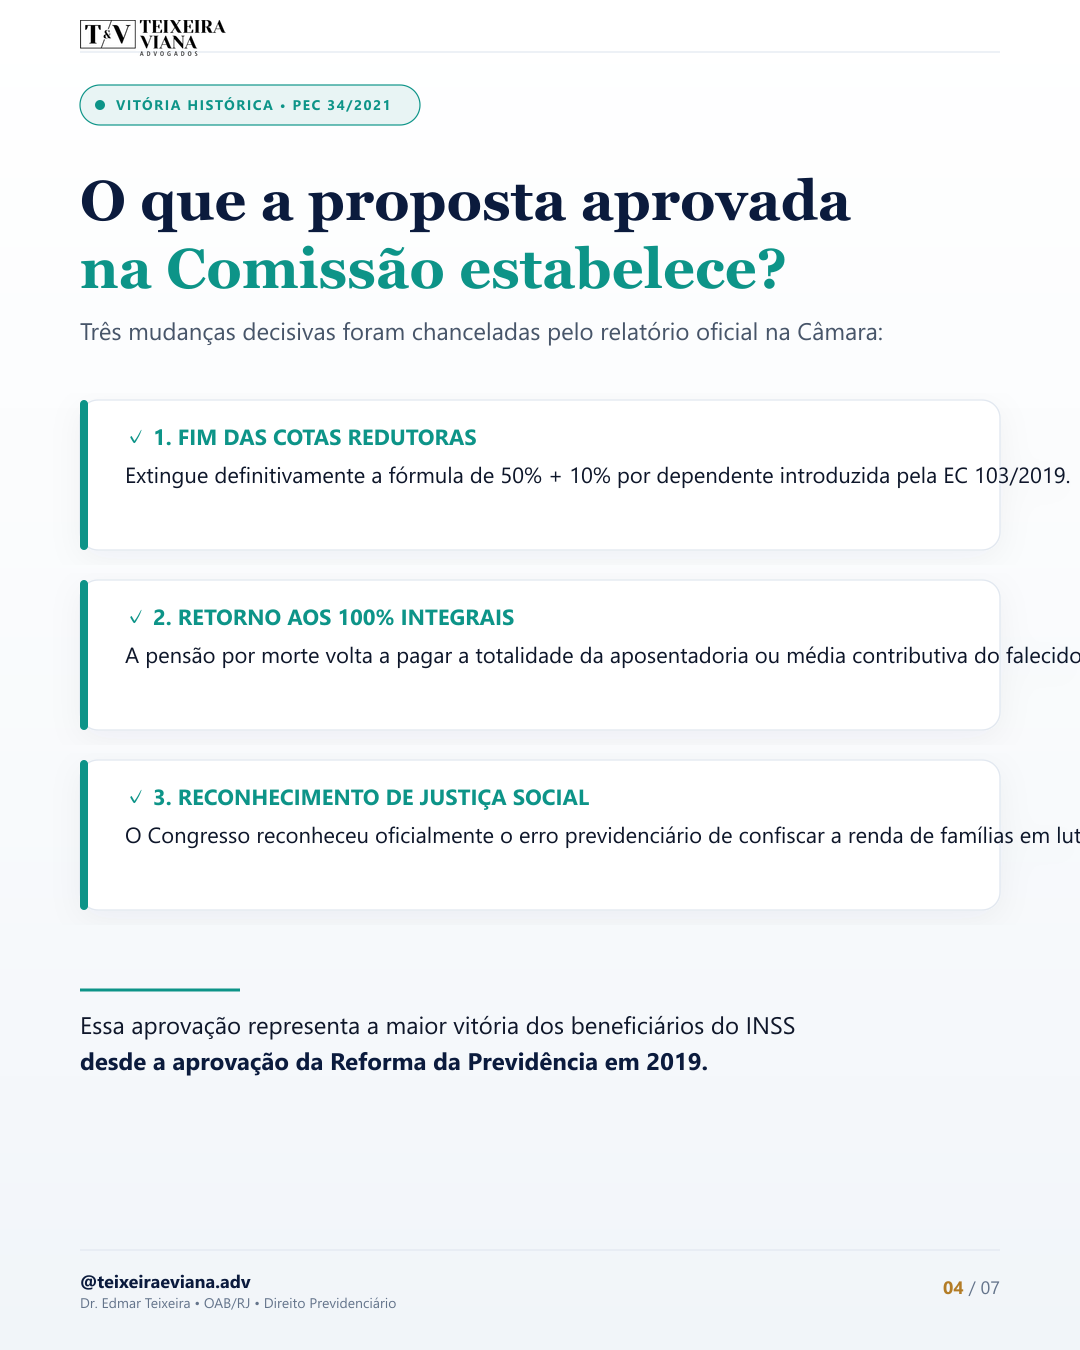 T&V TEIXEIRA
VIANA
ADVOGADOS
VITÓRIA HISTÓRICA • PEC 34/2021
O que a proposta aprovada
na Comissão estabelece?
Três mudanças decisivas foram chanceladas pelo relatório oficial na Câmara:
✓ 1. FIM DAS COTAS REDUTORAS
Extingue definitivamente a fórmula de 50% + 10% por dependente introduzida pela EC 103/2019.
✓ 2. RETORNO AOS 100% INTEGRAIS
A pensão por morte volta a pagar a totalidade da aposentadoria ou média contributiva do falecido
✓ 3. RECONHECIMENTO DE JUSTIÇA SOCIAL
O Congresso reconheceu oficialmente o erro previdenciário de confiscar a renda de famílias em lut
Essa aprovação representa a maior vitória dos beneficiários do INSS
desde a aprovação da Reforma da Previdência em 2019.
@teixeiraeviana.adv
Dr. Edmar Teixeira • OAB/RJ • Direito Previdenciário
04 / 07